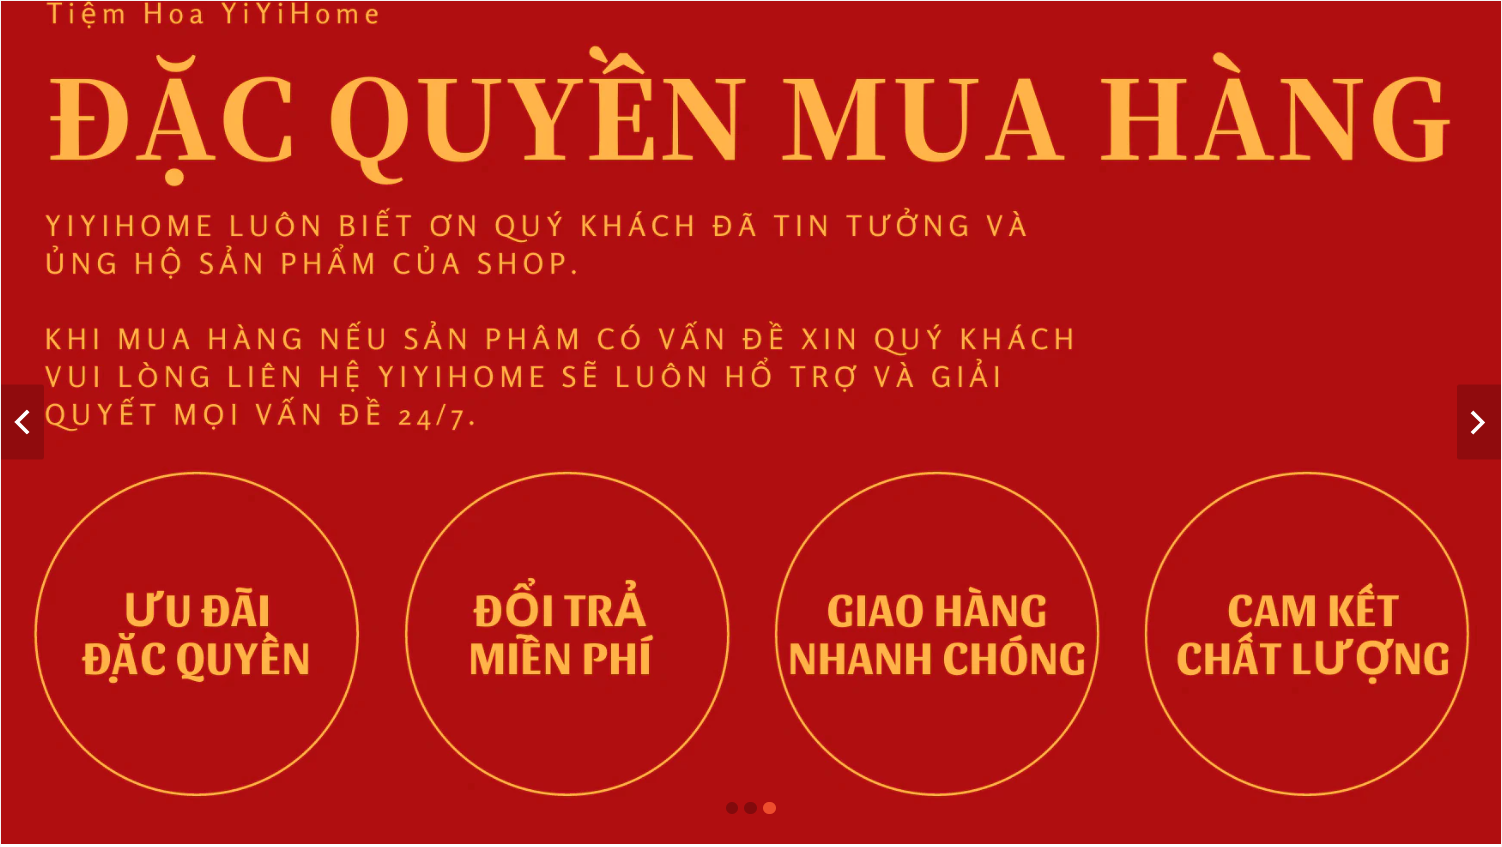 Tiệm Hoa YiYiHome
ĐẶC QUYỀN MUA HÀNG
YIYIHOME LUÔN BIẾT ƠN QUÝ KHÁCH ĐÃ TIN TƯỞNG VÀ
ỦNG HỘ SẢN PHẨM CỦA SHOP.
KHI MUA HÀNG NẾU SẢN PHÂM CÓ VẤN ĐỀ XIN QUÝ KHÁCH
VUI LÒNG LIÊN HỆ YIYIHOME SẼ LUÔN HỔ TRỢ VÀ GIẢI
QUYẾT MỌI VẤN ĐỀ 24/7.
ƯU ĐÃI
ĐẶC QUYỀN
ĐỔI TRẢ
MIỄN PHÍ
GIAO HÀNG
NHANH CHÓNG
CAM KẾT
CHẤT LƯỢNG